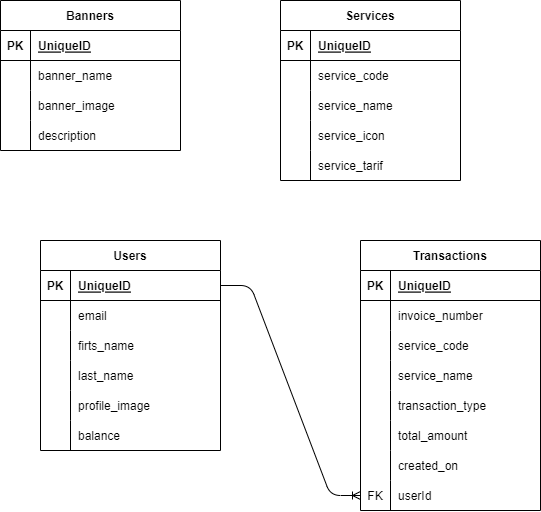 Banners
PK UniqueID
banner_name
banner_image
description
Services
PK UniqueID
service_code
service_name
service_icon
service_tarif
Users
PK UniqueID
email
firts_name
last_name
profile_image
balance
Transactions
PK UniqueID
invoice_number
service_code
service_name
transaction_type
total_amount
created_on
FK userId